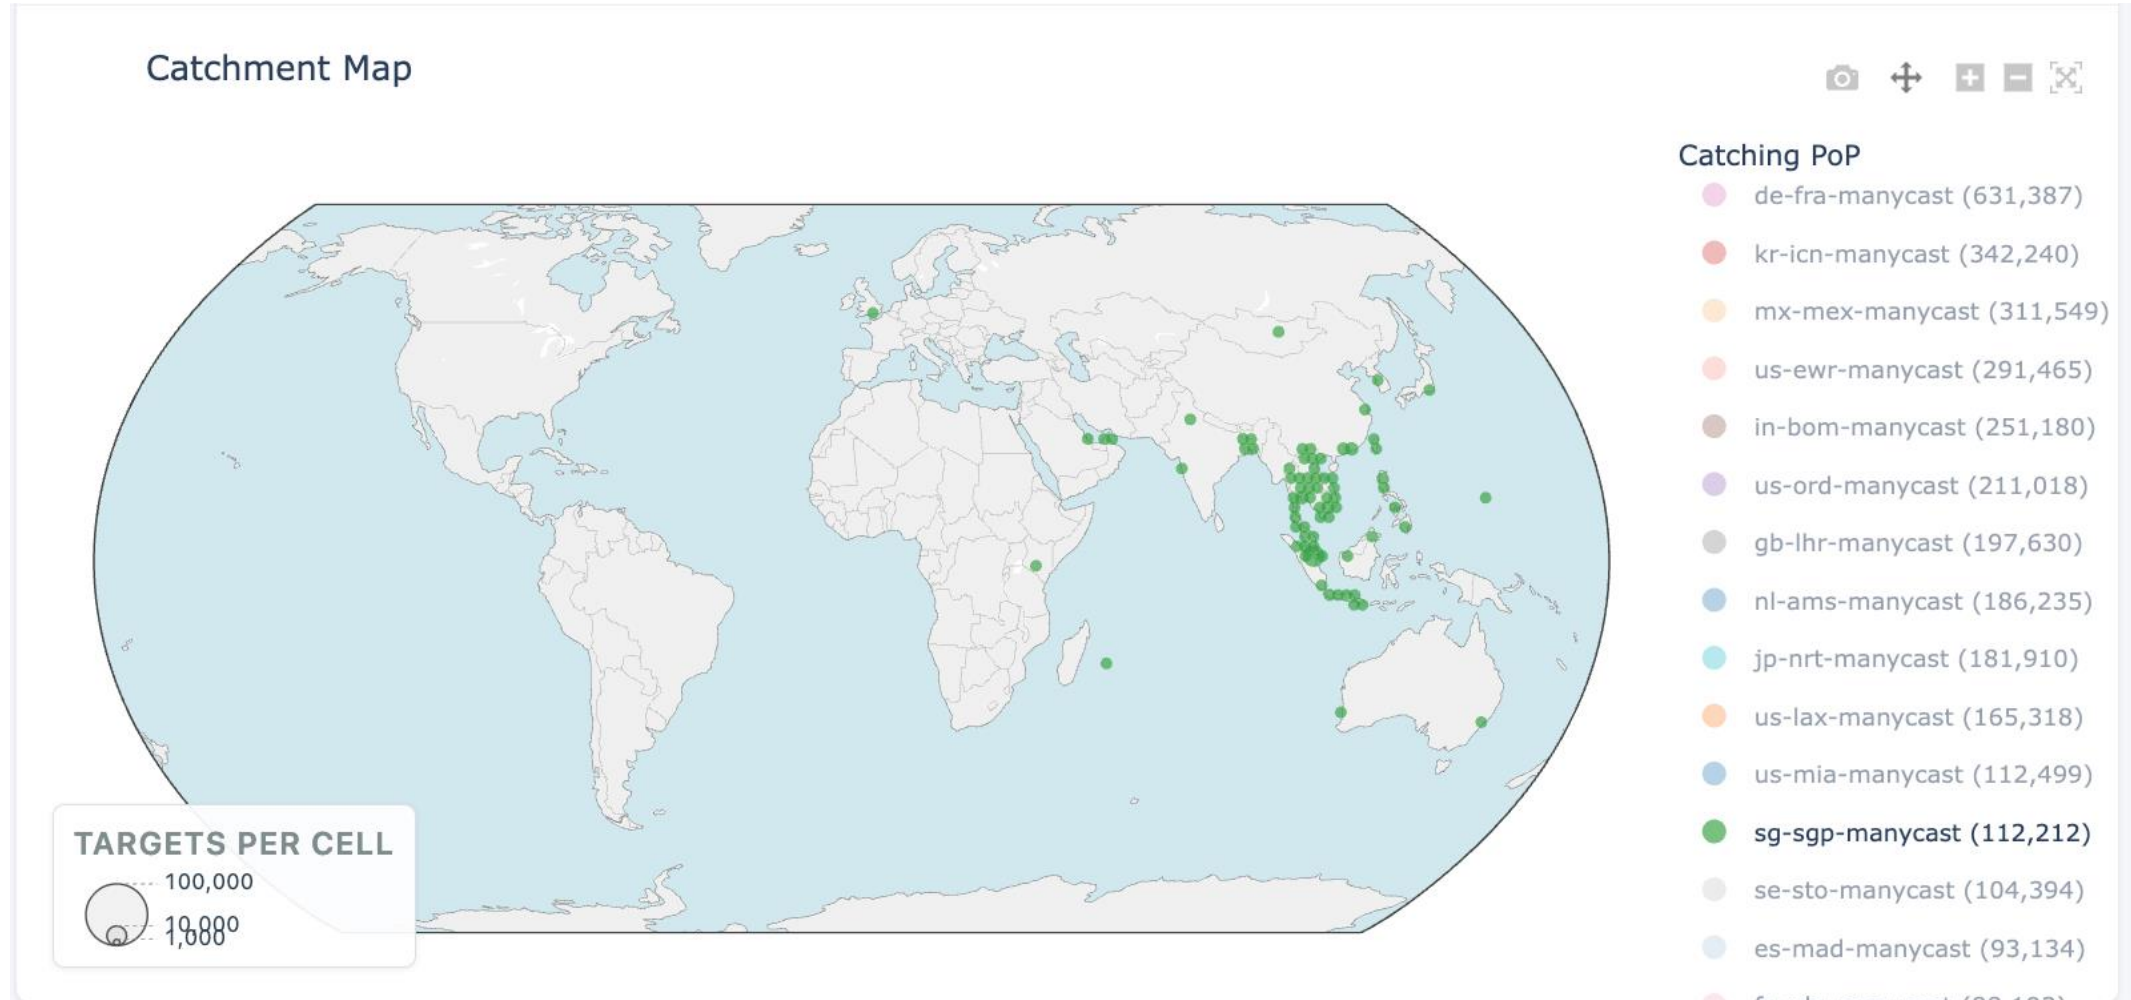 Catchment Map
Catching PoP
de-fra-manycast (631,387)
kr-icn-manycast (342,240)
mx-mex-manycast (311,549)
us-ewr-manycast (291,465)
in-bom-manycast (251,180)
us-ord-manycast (211,018)
gb-lhr-manycast (197,630)
nl-ams-manycast (186,235)
jp-nrt-manycast (181,910)
us-lax-manycast (165,318)
us-mia-manycast (112,499)
sg-sgp-manycast (112,212)
se-sto-manycast (104,394)
es-mad-manycast (93,134)
TARGETS PER CELL
100,000
10,000
1,000